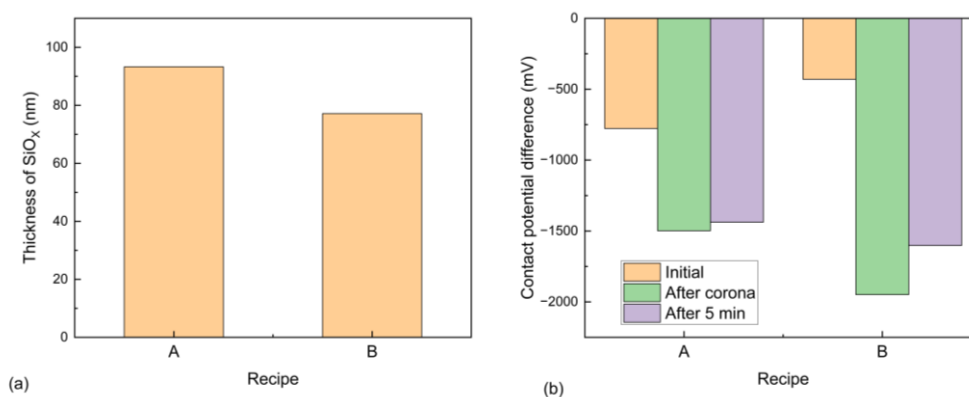 100
80
60
40
20
0
Thickness of SiOX (nm)
A
B
Recipe
(a)
0
−500
−1000
−1500
−2000
Contact potential difference (mV)
Initial
After corona
After 5 min
A
B
Recipe
(b)